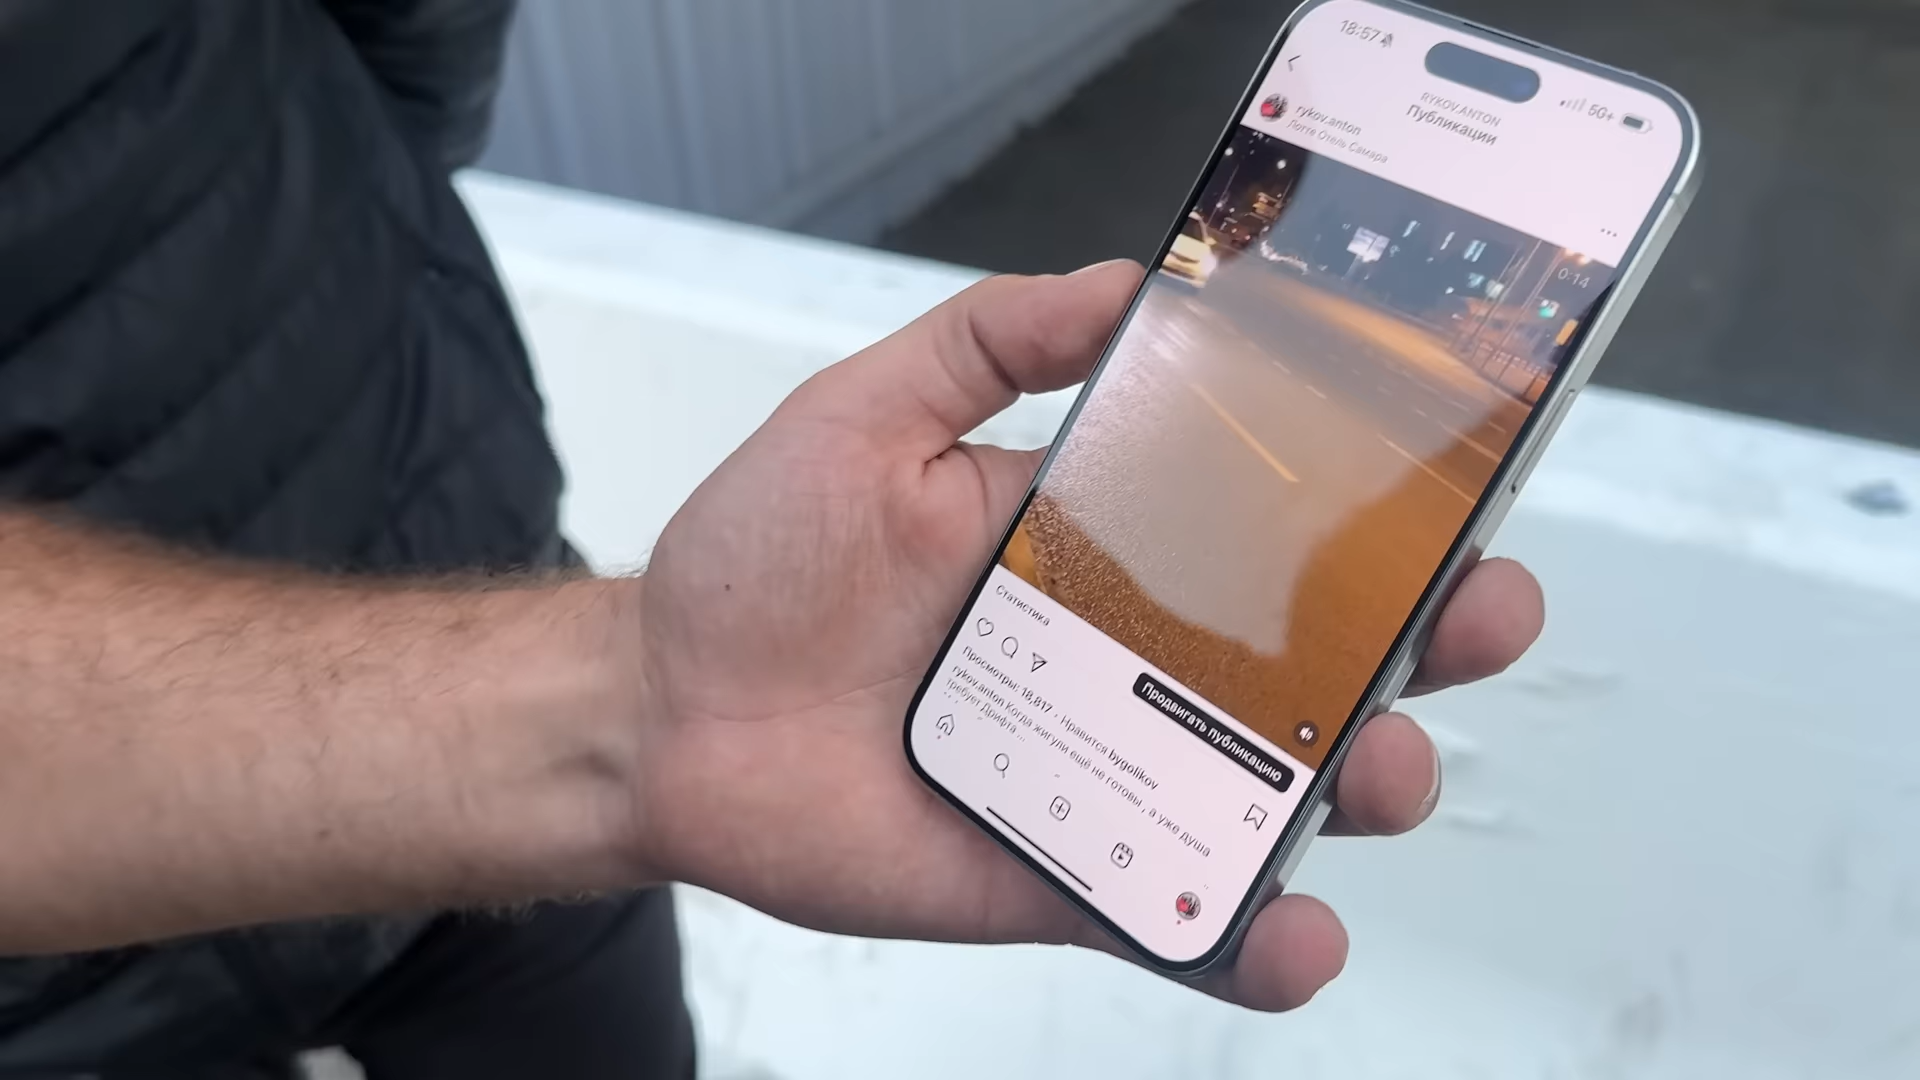 18:57
5G+
RYKOV.ANTON
Публикации
rykov.anton
Лотте Отель Самара
0:14
Статистика
Продвигать публикацию
Просмотры: 18,817 · Нравится bygolikov
rykov.anton Когда жигули ещё не готовы, а уже душа
требует Дрифта ...